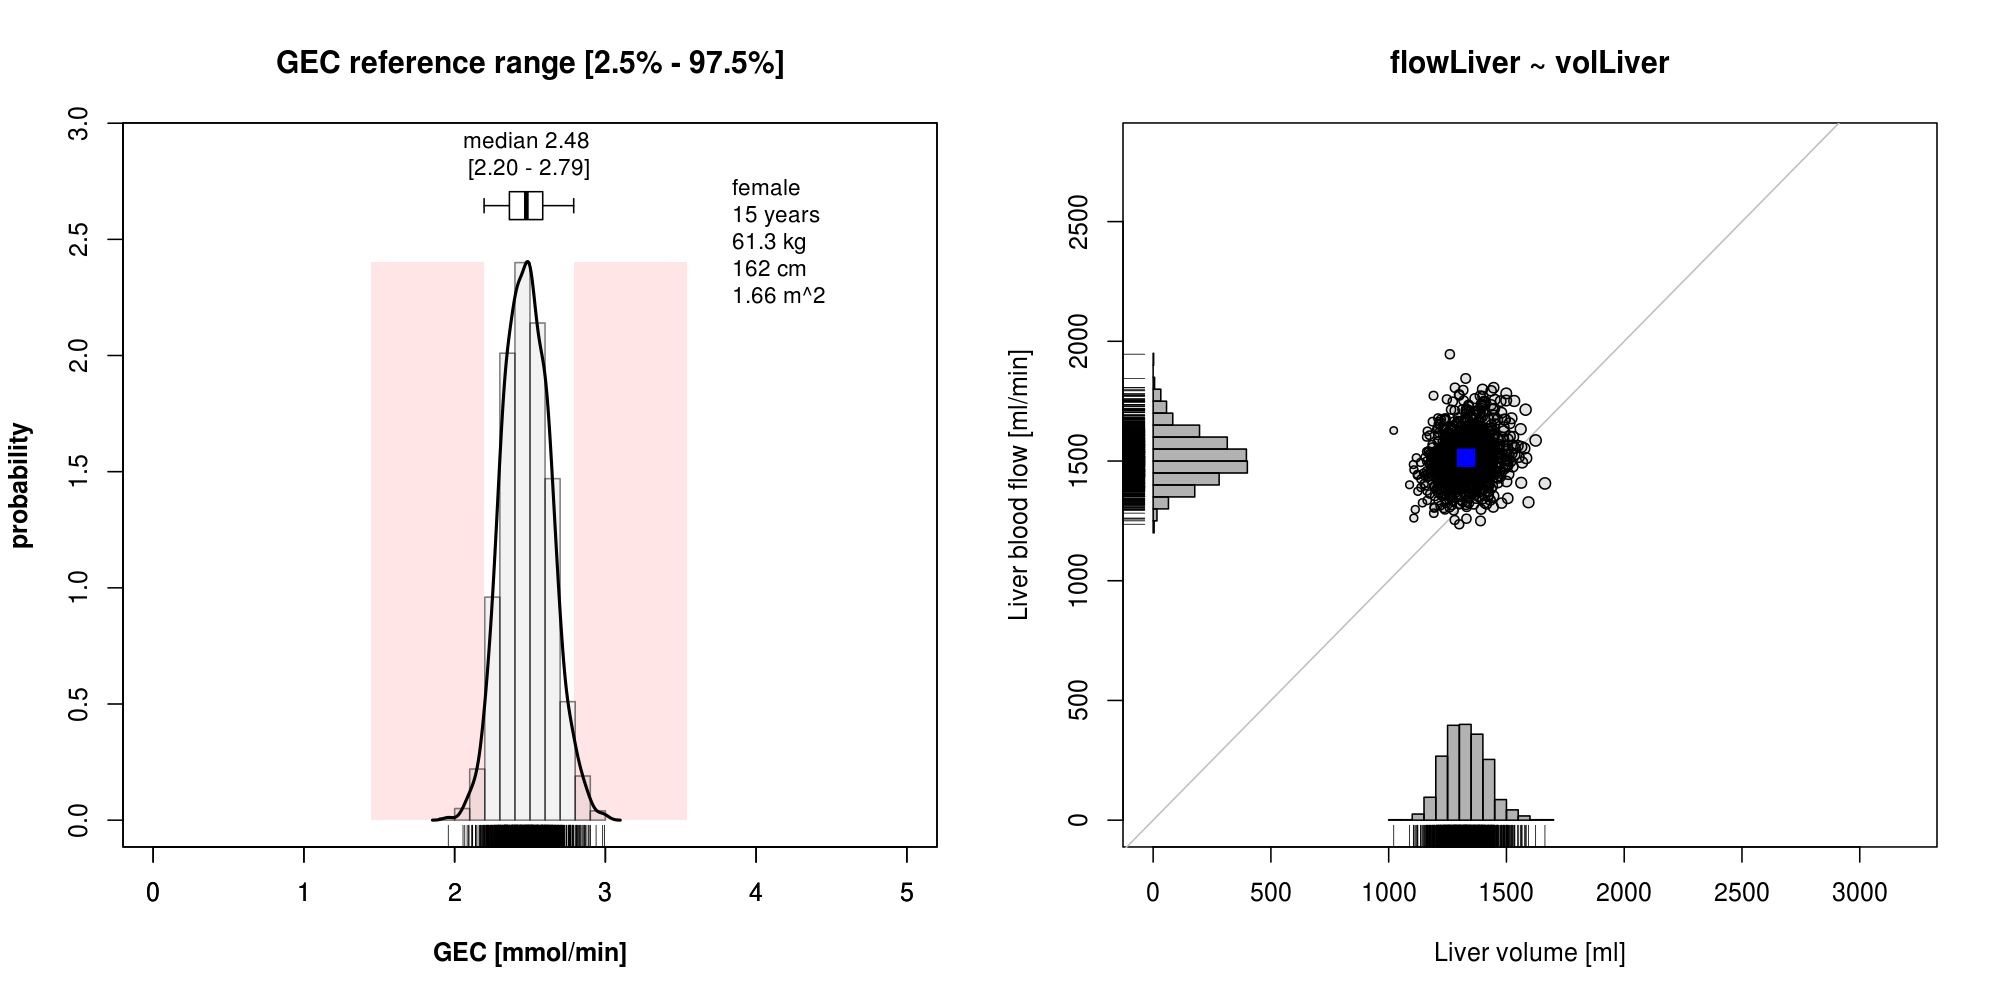 GEC reference range [2.5% - 97.5%]
median 2.48
[2.20 - 2.79]
female
15 years
61.3 kg
162 cm
1.66 m^2
probability
3.0
2.5
2.0
1.5
1.0
0.5
0.0
0 1 2 3 4 5
GEC [mmol/min]
flowLiver ~ volLiver
Liver blood flow [ml/min]
2500
2000
1500
1000
500
0
0 500 1000 1500 2000 2500 3000
Liver volume [ml]